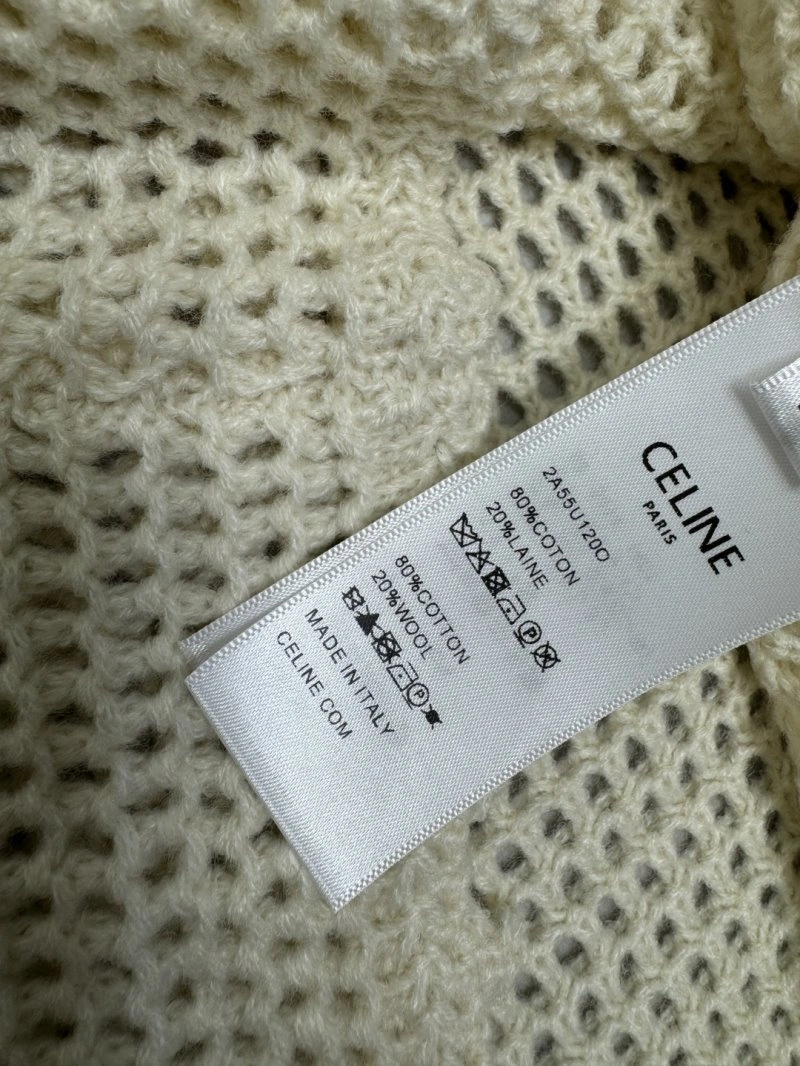 CELINE
PARIS
2A55U120O
80%COTON
20%LAINE
P
80%COTTON
20%WOOL
P
MADE IN ITALY
CELINE COM